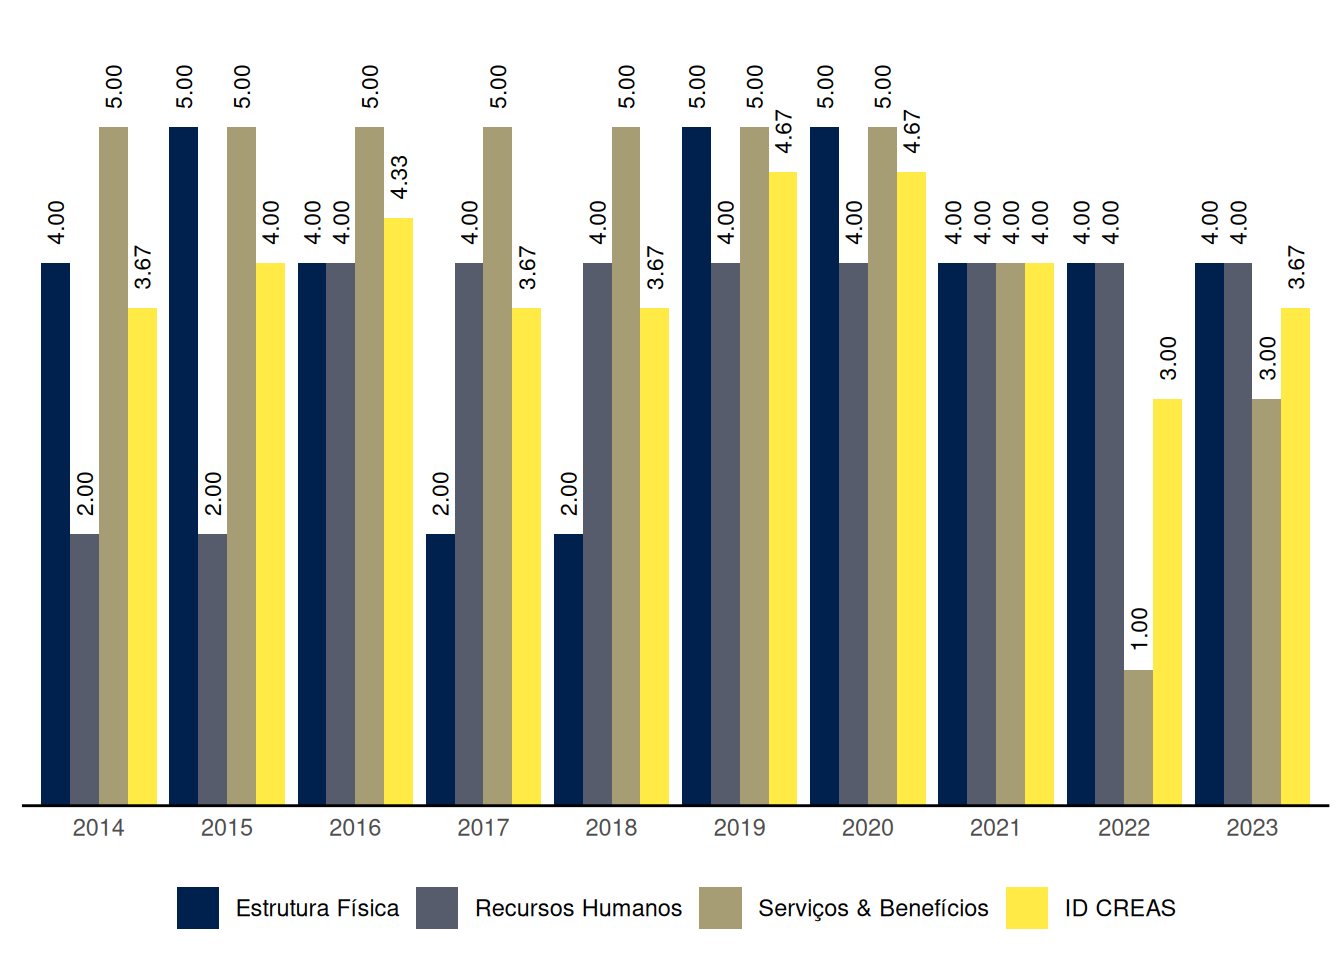 4.00 2.00 5.00 3.67
5.00 2.00 5.00 4.00
4.00 4.00 5.00 4.33
2.00 4.00 5.00 3.67
2.00 4.00 5.00 3.67
5.00 4.00 5.00 4.67
5.00 4.00 5.00 4.67
4.00 4.00 4.00 4.00
4.00 4.00 1.00 3.00
4.00 4.00 3.00 3.67
2014 2015 2016 2017 2018 2019 2020 2021 2022 2023
Estrutura Física Recursos Humanos Serviços & Benefícios ID CREAS